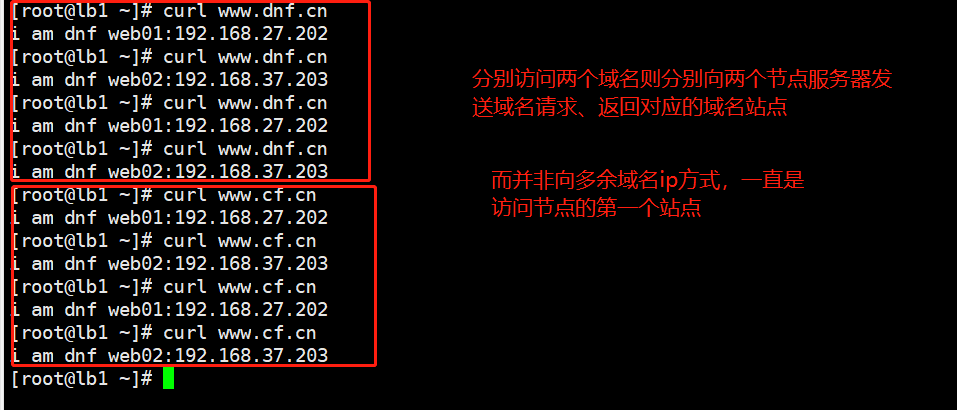 [root@lb1 ~]# curl www.dnf.cn
i am dnf web01:192.168.27.202
[root@lb1 ~]# curl www.dnf.cn
i am dnf web02:192.168.37.203
[root@lb1 ~]# curl www.dnf.cn
i am dnf web01:192.168.27.202
[root@lb1 ~]# curl www.dnf.cn
i am dnf web02:192.168.37.203
[root@lb1 ~]# curl www.cf.cn
i am dnf web01:192.168.27.202
[root@lb1 ~]# curl www.cf.cn
i am dnf web02:192.168.37.203
[root@lb1 ~]# curl www.cf.cn
i am dnf web01:192.168.27.202
[root@lb1 ~]# curl www.cf.cn
i am dnf web02:192.168.37.203
[root@lb1 ~]#
分别访问两个域名则分别向两个节点服务器发
送域名请求、返回对应的域名站点
而并非向多余域名ip方式，一直是
访问节点的第一个站点